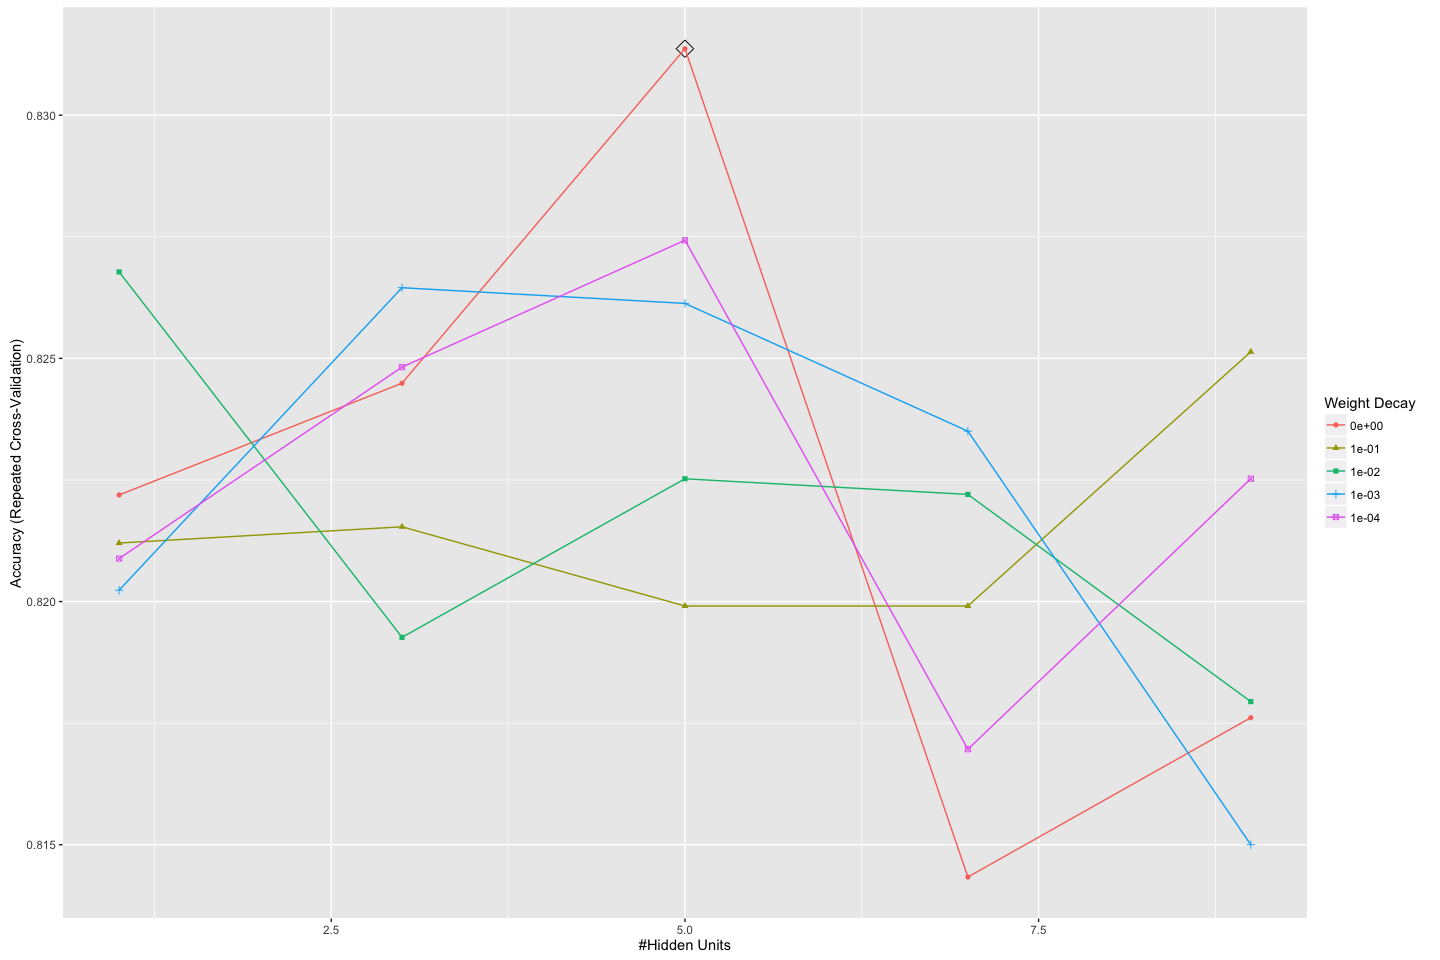 Accuracy (Repeated Cross-Validation)
0.830
0.825
0.820
0.815
2.5
5.0
7.5
#Hidden Units
Weight Decay
0e+00
1e-01
1e-02
1e-03
1e-04